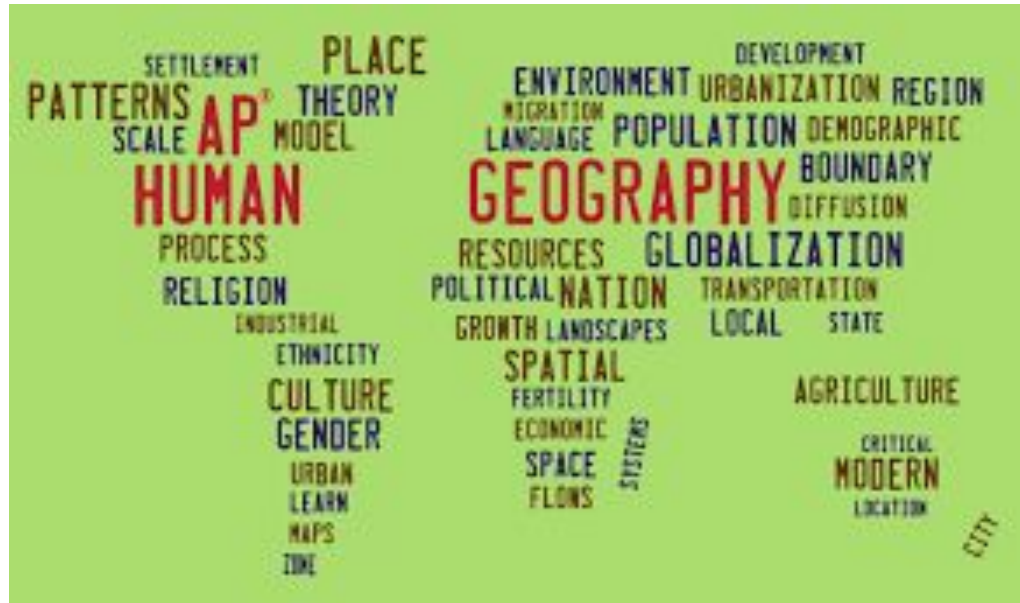 SETTLEMENT
PLACE
PATTERNS
AP®
THEORY
SCALE
MODEL
HUMAN
PROCESS
RELIGION
INDUSTRIAL
ETHNICITY
CULTURE
GENDER
URBAN
LEARN
MAPS
ZONE
DEVELOPMENT
ENVIRONMENT
URBANIZATION
REGION
MIGRATION
LANGUAGE
POPULATION
DEMOGRAPHIC
BOUNDARY
GEOGRAPHY
DIFFUSION
RESOURCES
GLOBALIZATION
POLITICAL
NATION
TRANSPORTATION
GROWTH
LANDSCAPES
LOCAL
STATE
SPATIAL
FERTILITY
ECONOMIC
SYSTEMS
SPACE
FLOWS
AGRICULTURE
CRITICAL
MODERN
LOCATION
CITY